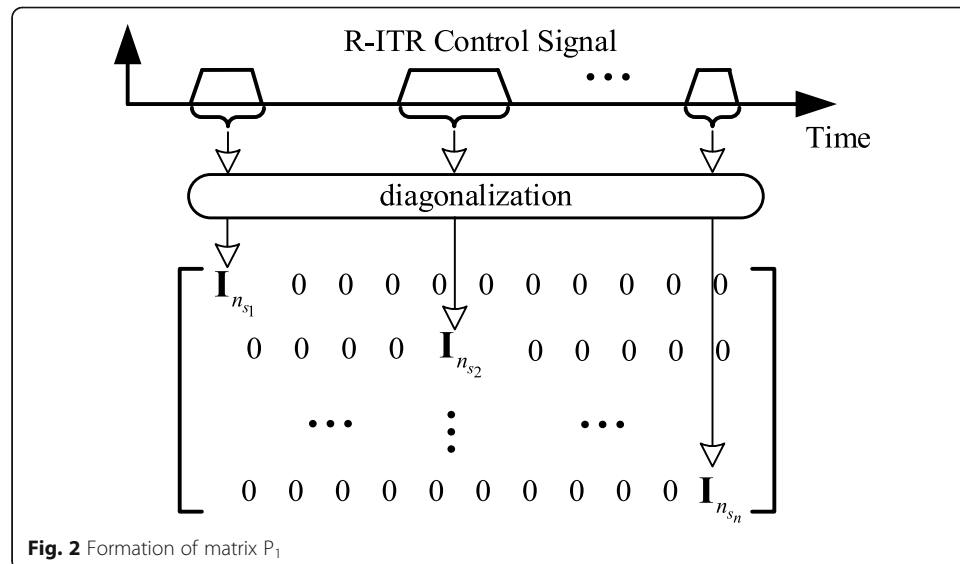 R-ITR Control Signal
...
Time
diagonalization
I_{n_{s_1}} 0 0 0 0 0 0 0 0 0 0
0 0 0 0 I_{n_{s_2}} 0 0 0 0 0
... ⋮ ...
0 0 0 0 0 0 0 0 0 0 I_{n_{s_n}}
Fig. 2 Formation of matrix P₁